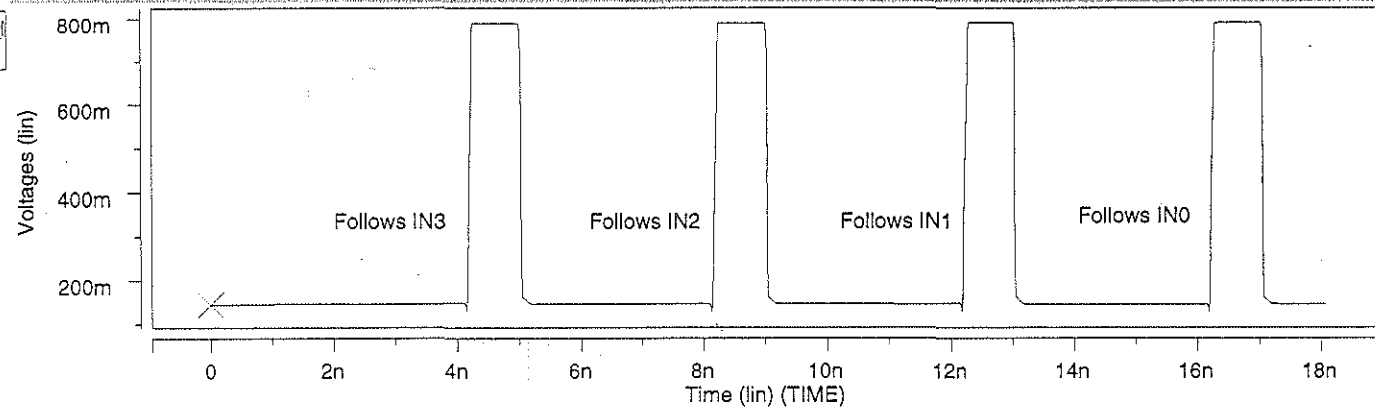 800m
600m
400m
200m
Voltages (lin)
Follows IN3
Follows IN2
Follows IN1
Follows IN0
0
2n
4n
6n
8n
10n
12n
14n
16n
18n
Time (lin) (TIME)